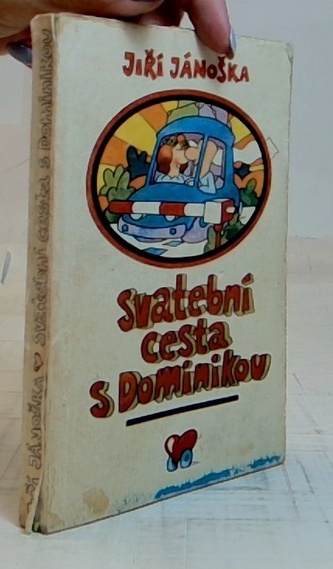 JIŘÍ JÁNOŠKA
svatební
cesta
s Dominikou
JIŘÍ JÁNOŠKA ♥ svatební cesta s Dominikou